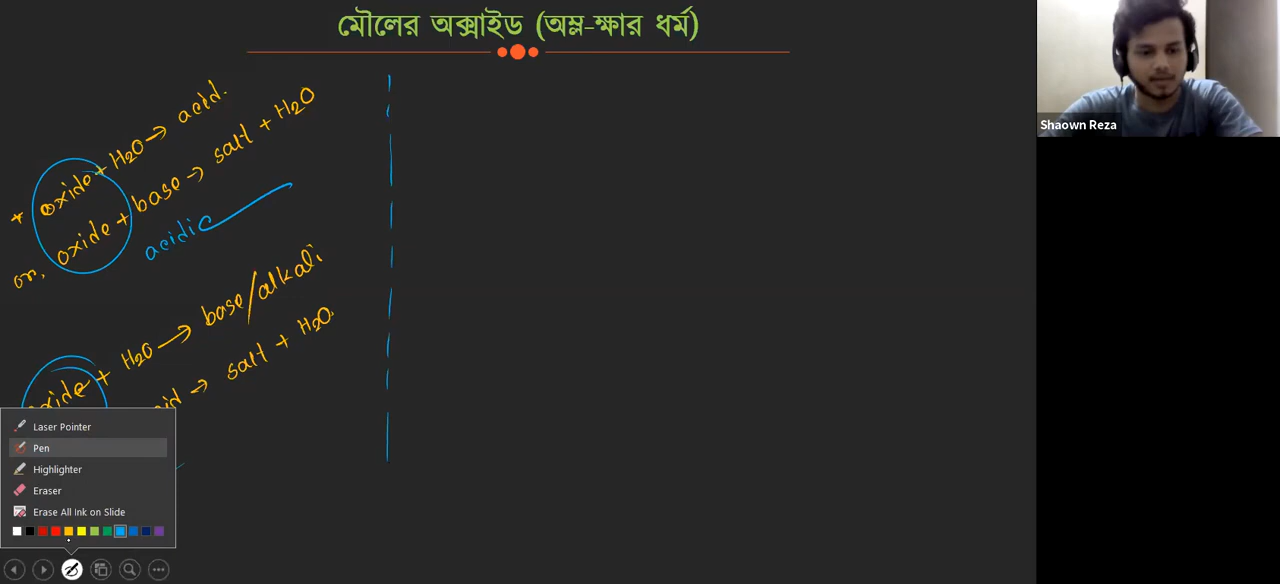 মৌলের অক্সাইড (অম্ল-ক্ষার ধর্ম)
* oxide + H2O → acid.
or, oxide + base → salt + H2O
acidic
+ H2O → base/alkali
→ salt + H2O.
Shaown Reza
Laser Pointer
Pen
Highlighter
Eraser
Erase All Ink on Slide